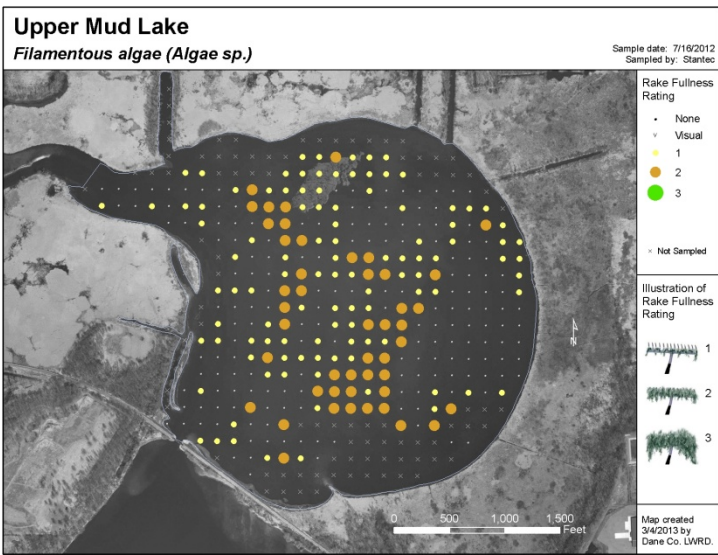 Upper Mud Lake
Filamentous algae (Algae sp.)
Sample date: 7/16/2012
Sampled by: Stantec
Rake Fullness
Rating
None
Visual
1
2
3
Not Sampled
Illustration of
Rake Fullness
Rating
1
2
3
N
0 500 1,000 1,500
Feet
Map created
3/4/2013 by
Dane Co. LWRD.